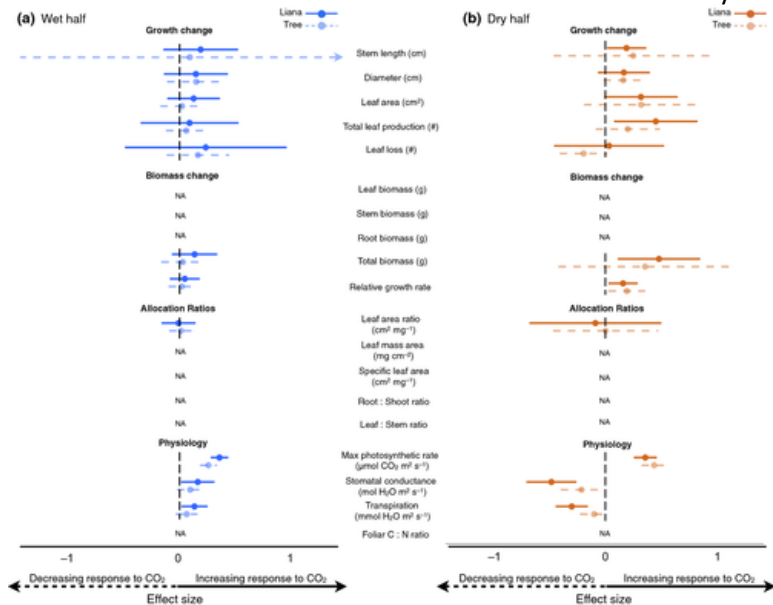 (a) Wet half
Liana
Tree
(b) Dry half
Liana
Tree
Growth change
Growth change
Stem length (cm)
Diameter (cm)
Leaf area (cm²)
Total leaf production (#)
Leaf loss (#)
Biomass change
Biomass change
NA
Leaf biomass (g)
NA
NA
Stem biomass (g)
NA
NA
Root biomass (g)
NA
Total biomass (g)
Relative growth rate
Allocation Ratios
Allocation Ratios
Leaf area ratio
(cm² mg⁻¹)
NA
Leaf mass area
(mg cm⁻²)
NA
NA
Specific leaf area
(cm² mg⁻¹)
NA
NA
Root : Shoot ratio
NA
NA
Leaf : Stem ratio
NA
Physiology
Physiology
Max photosynthetic rate
(µmol CO₂ m² s⁻¹)
Stomatal conductance
(mol H₂O m² s⁻¹)
Transpiration
(mmol H₂O m² s⁻¹)
NA
Foliar C : N ratio
NA
−1 0 1
−1 0 1
Decreasing response to CO₂ Increasing response to CO₂
Decreasing response to CO₂ Increasing response to CO₂
Effect size
Effect size